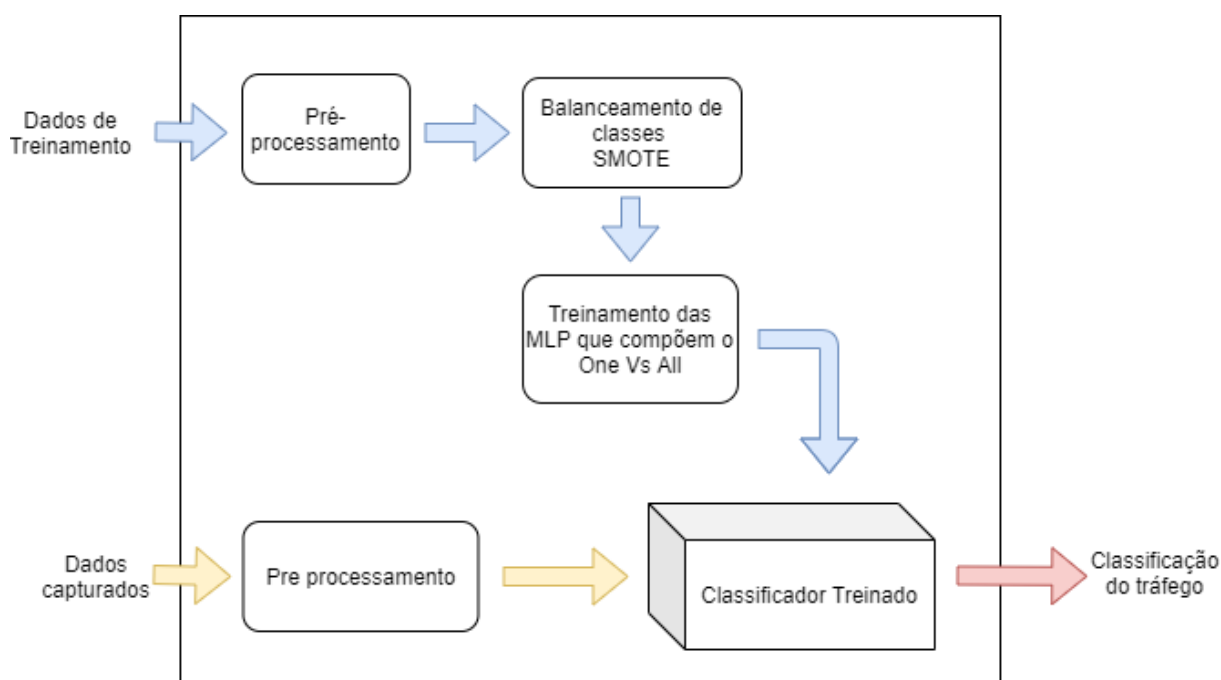 Dados de
Treinamento
Pré-
processamento
Balanceamento de
classes
SMOTE
Treinamento das
MLP que compõem o
One Vs All
Dados
capturados
Pre processamento
Classificador Treinado
Classificação
do tráfego